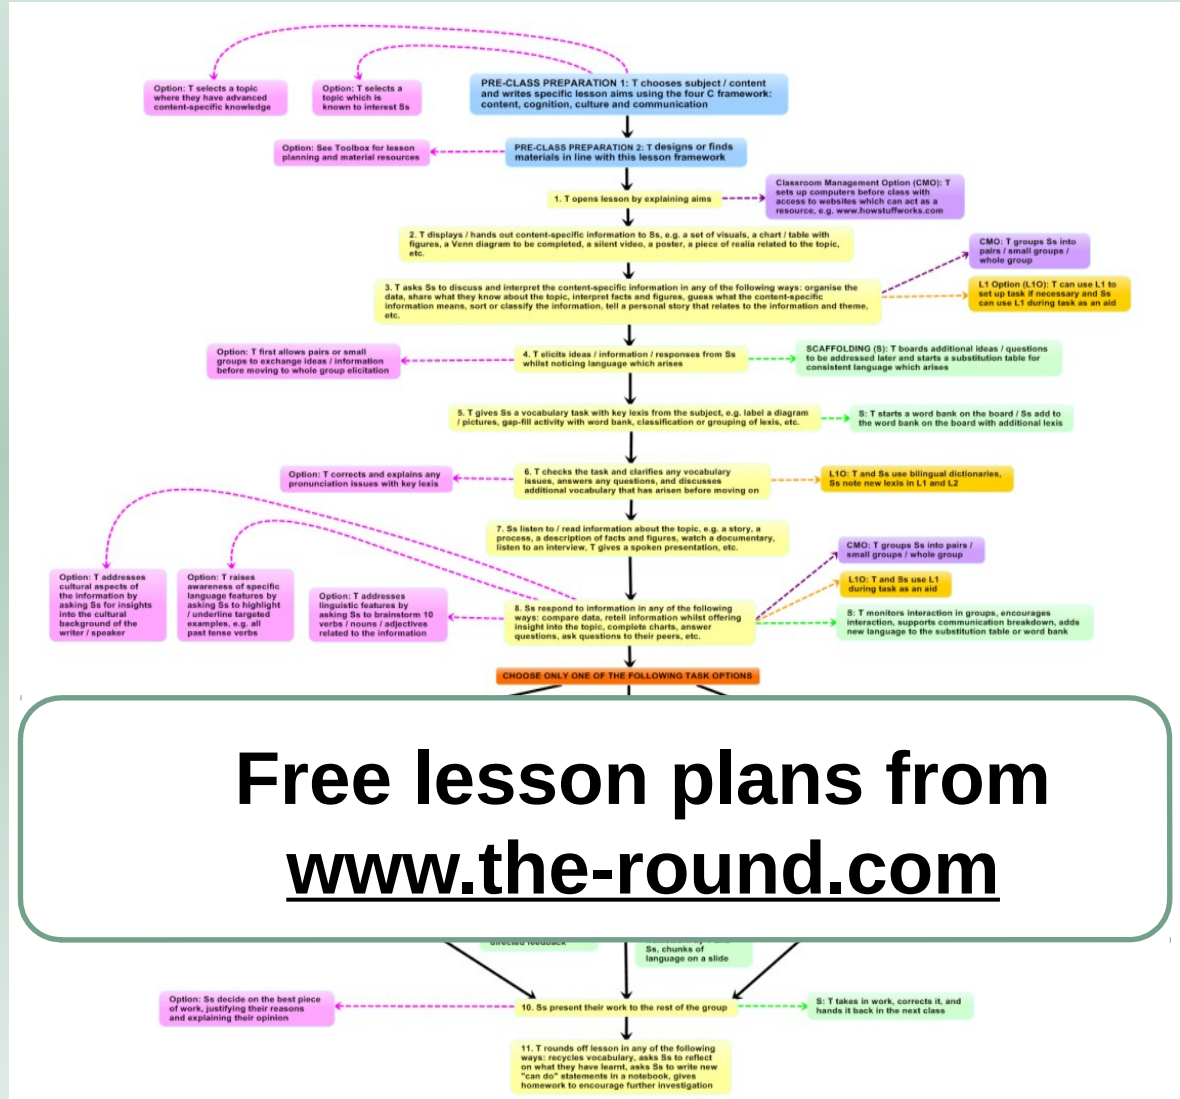 PRE-CLASS PREPARATION 1: T chooses subject / content
and writes specific lesson aims using the four C framework:
content, cognition, culture and communication
Option: T selects a topic
where they have advanced
content-specific knowledge
Option: T selects a
topic which is
known to interest Ss
PRE-CLASS PREPARATION 2: T designs or finds
materials in line with this lesson framework
Option: See Toolbox for lesson
planning and material resources
1. T opens lesson by explaining aims
Classroom Management Option (CMO): T
sets up computers before class with
access to websites which can act as a
resource, e.g. www.howstuffworks.com
2. T displays / hands out content-specific information to Ss, e.g. a set of visuals, a chart / table with
figures, a Venn diagram to be completed, a silent video, a poster, a piece of realia related to the topic,
etc.
CMO: T groups Ss into
pairs / small groups /
whole group
3. T asks Ss to discuss and interpret the content-specific information in any of the following ways: organise the
data, share what they know about the topic, interpret facts and figures, guess what the content-specific
information means, sort or classify the information, tell a personal story that relates to the information and theme,
etc.
L1 Option (L1O): T can use L1 to
set up task if necessary and Ss
can use L1 during task as an aid
Option: T first allows pairs or small
groups to exchange ideas / information
before moving to whole group elicitation
4. T elicits ideas / information / responses from Ss
whilst noticing language which arises
SCAFFOLDING (S): T boards additional ideas / questions
to be addressed later and starts a substitution table for
consistent language which arises
5. T gives Ss a vocabulary task with key lexis from the subject, e.g. label a diagram
/ pictures, gap-fill activity with word bank, classification or grouping of lexis, etc.
S: T starts a word bank on the board / Ss add to
the word bank on the board with additional lexis
Option: T corrects and explains any
pronunciation issues with key lexis
6. T checks the task and clarifies any vocabulary
issues, answers any questions, and discusses
additional vocabulary that has arisen before moving on
L1O: T and Ss use bilingual dictionaries,
Ss note new lexis in L1 and L2
7. Ss listen to / read information about the topic, e.g. a story, a
process, a description of facts and figures, watch a documentary,
listen to an interview, T gives a spoken presentation, etc.
CMO: T groups Ss into pairs /
small groups / whole group
Option: T addresses
cultural aspects of
the information by
asking Ss for insights
into the cultural
background of the
writer / speaker
Option: T raises
awareness of specific
language features by
asking Ss to highlight
/ underline targeted
examples, e.g. all
past tense verbs
Option: T addresses
linguistic features by
asking Ss to brainstorm 10
verbs / nouns / adjectives
related to the information
8. Ss respond to information in any of the following
ways: compare data, retell information whilst offering
insight into the topic, complete charts, answer
questions, ask questions to their peers, etc.
L1O: T and Ss use L1
during task as an aid
S: T monitors interaction in groups, encourages
interaction, supports communication breakdown, adds
new language to the substitution table or word bank
CHOOSE ONLY ONE OF THE FOLLOWING TASK OPTIONS
Free lesson plans from
www.the-round.com
directed feedback
Ss, chunks of
language on a slide
Option: Ss decide on the best piece
of work, justifying their reasons
and explaining their opinion
10. Ss present their work to the rest of the group
S: T takes in work, corrects it, and
hands it back in the next class
11. T rounds off lesson in any of the following
ways: recycles vocabulary, asks Ss to reflect
on what they have learnt, asks Ss to write new
"can do" statements in a notebook, gives
homework to encourage further investigation